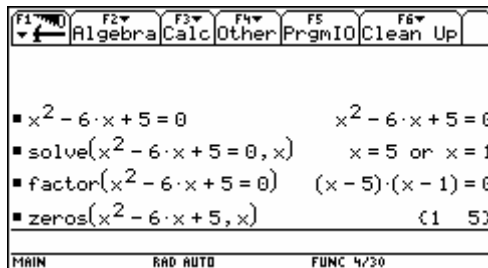 F1 F2 F3 F4 F5 F6
Algebra Calc Other PrgmIO Clean Up
x² - 6·x + 5 = 0 x² - 6·x + 5 = 0
solve(x² - 6·x + 5 = 0, x) x = 5 or x = 1
factor(x² - 6·x + 5 = 0) (x - 5)·(x - 1) = 0
zeros(x² - 6·x + 5, x) {1 5}
MAIN RAD AUTO FUNC 4/30